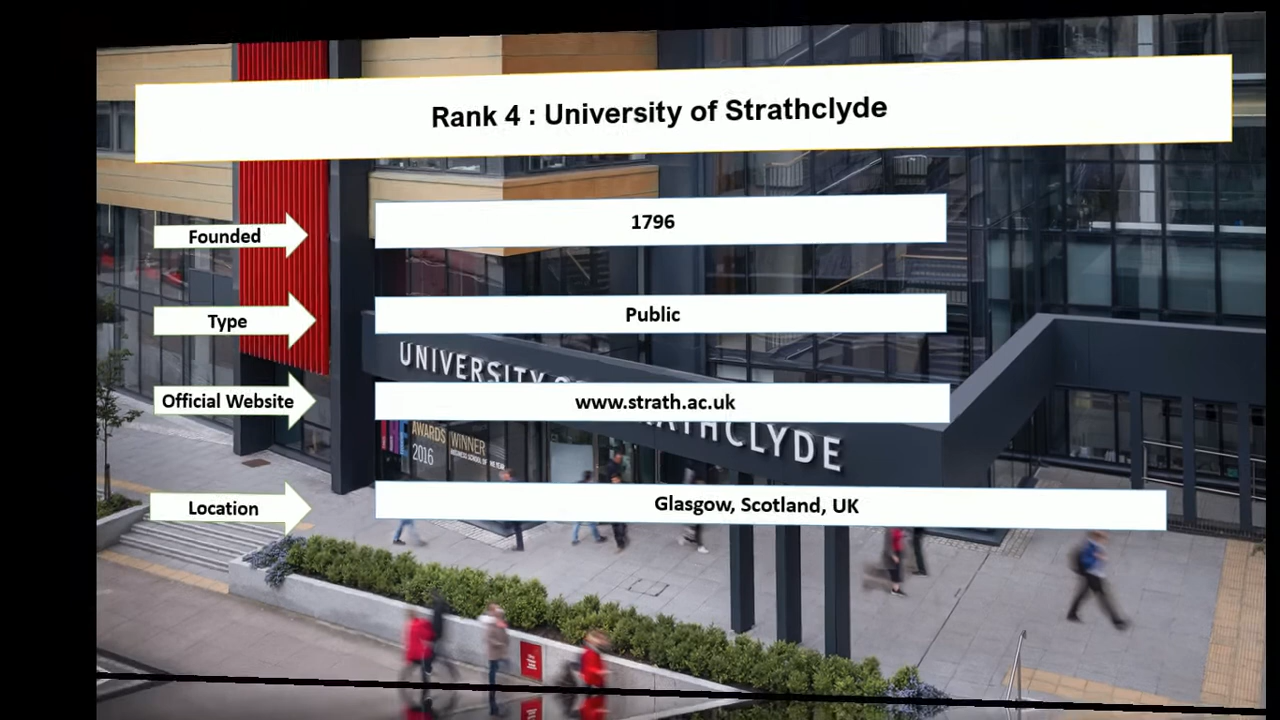 Rank 4 : University of Strathclyde
Founded
1796
Type
Public
UNIVERSITY
Official Website
www.strath.ac.uk
AWARDS
WINNER
2016
Location
Glasgow, Scotland, UK